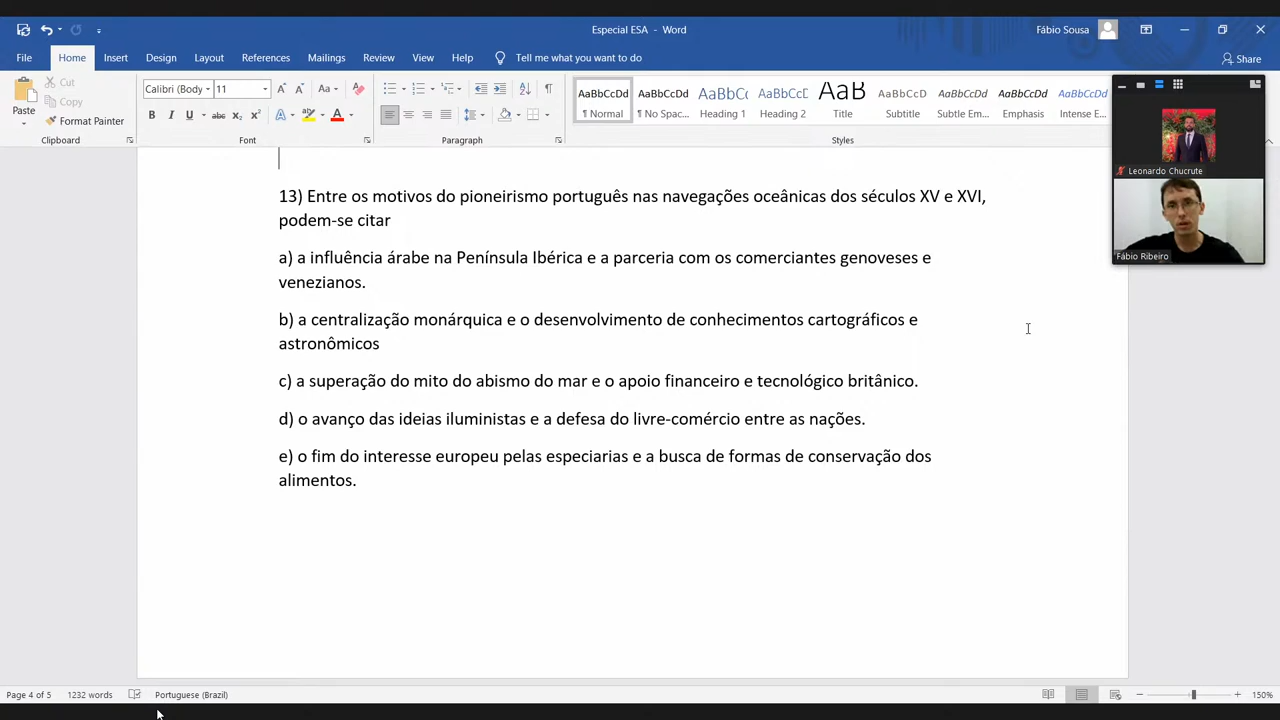 Especial ESA - Word
Fábio Sousa
File Home Insert Design Layout References Mailings Review View Help Tell me what you want to do
Share
Paste
Cut
Copy
Format Painter
Calibri (Body 11
AaBbCcDd AaBbCcDd AaBbC( AaBbCcD AaB AaBbCcD AaBbCcDd AaBbCcDd AaBbCcDd
¶ Normal ¶ No Spac... Heading 1 Heading 2 Title Subtitle Subtle Em... Emphasis Intense E...
Clipboard Font Paragraph Styles
Leonardo Chucrute
Fábio Ribeiro
13) Entre os motivos do pioneirismo português nas navegações oceânicas dos séculos XV e XVI,
podem-se citar
a) a influência árabe na Península Ibérica e a parceria com os comerciantes genoveses e
venezianos.
b) a centralização monárquica e o desenvolvimento de conhecimentos cartográficos e
astronômicos
c) a superação do mito do abismo do mar e o apoio financeiro e tecnológico britânico.
d) o avanço das ideias iluministas e a defesa do livre-comércio entre as nações.
e) o fim do interesse europeu pelas especiarias e a busca de formas de conservação dos
alimentos.
Page 4 of 5 1232 words Portuguese (Brazil) 150%